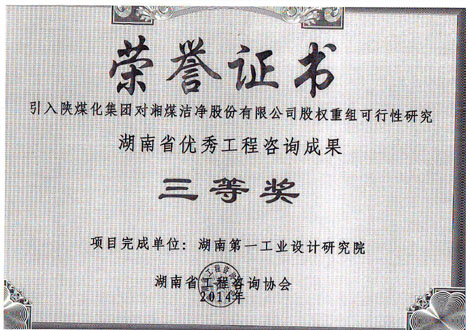 荣誉证书
引入陕煤化集团对湘煤洁净股份有限公司股权重组可行性研究
湖南省优秀工程咨询成果
三等奖
项目完成单位：湖南第一工业设计研究院
湖南省工程咨询协会
2014年